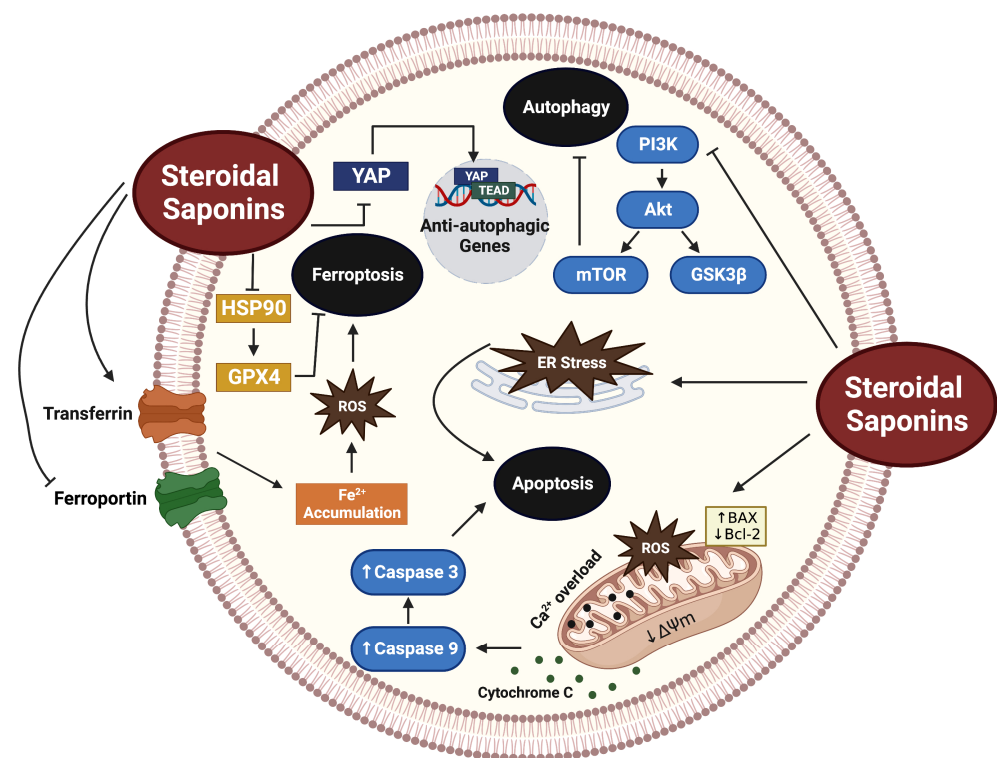 Autophagy
PI3K
Akt
mTOR
GSK3β
Steroidal
Saponins
YAP
YAP
TEAD
Anti-autophagic
Genes
Ferroptosis
HSP90
GPX4
ROS
Transferrin
Ferroportin
Fe²⁺
Accumulation
ER Stress
Steroidal
Saponins
Apoptosis
↑BAX
↓Bcl-2
ROS
Ca²⁺ overload
↓ΔΨm
↑Caspase 3
↑Caspase 9
Cytochrome C